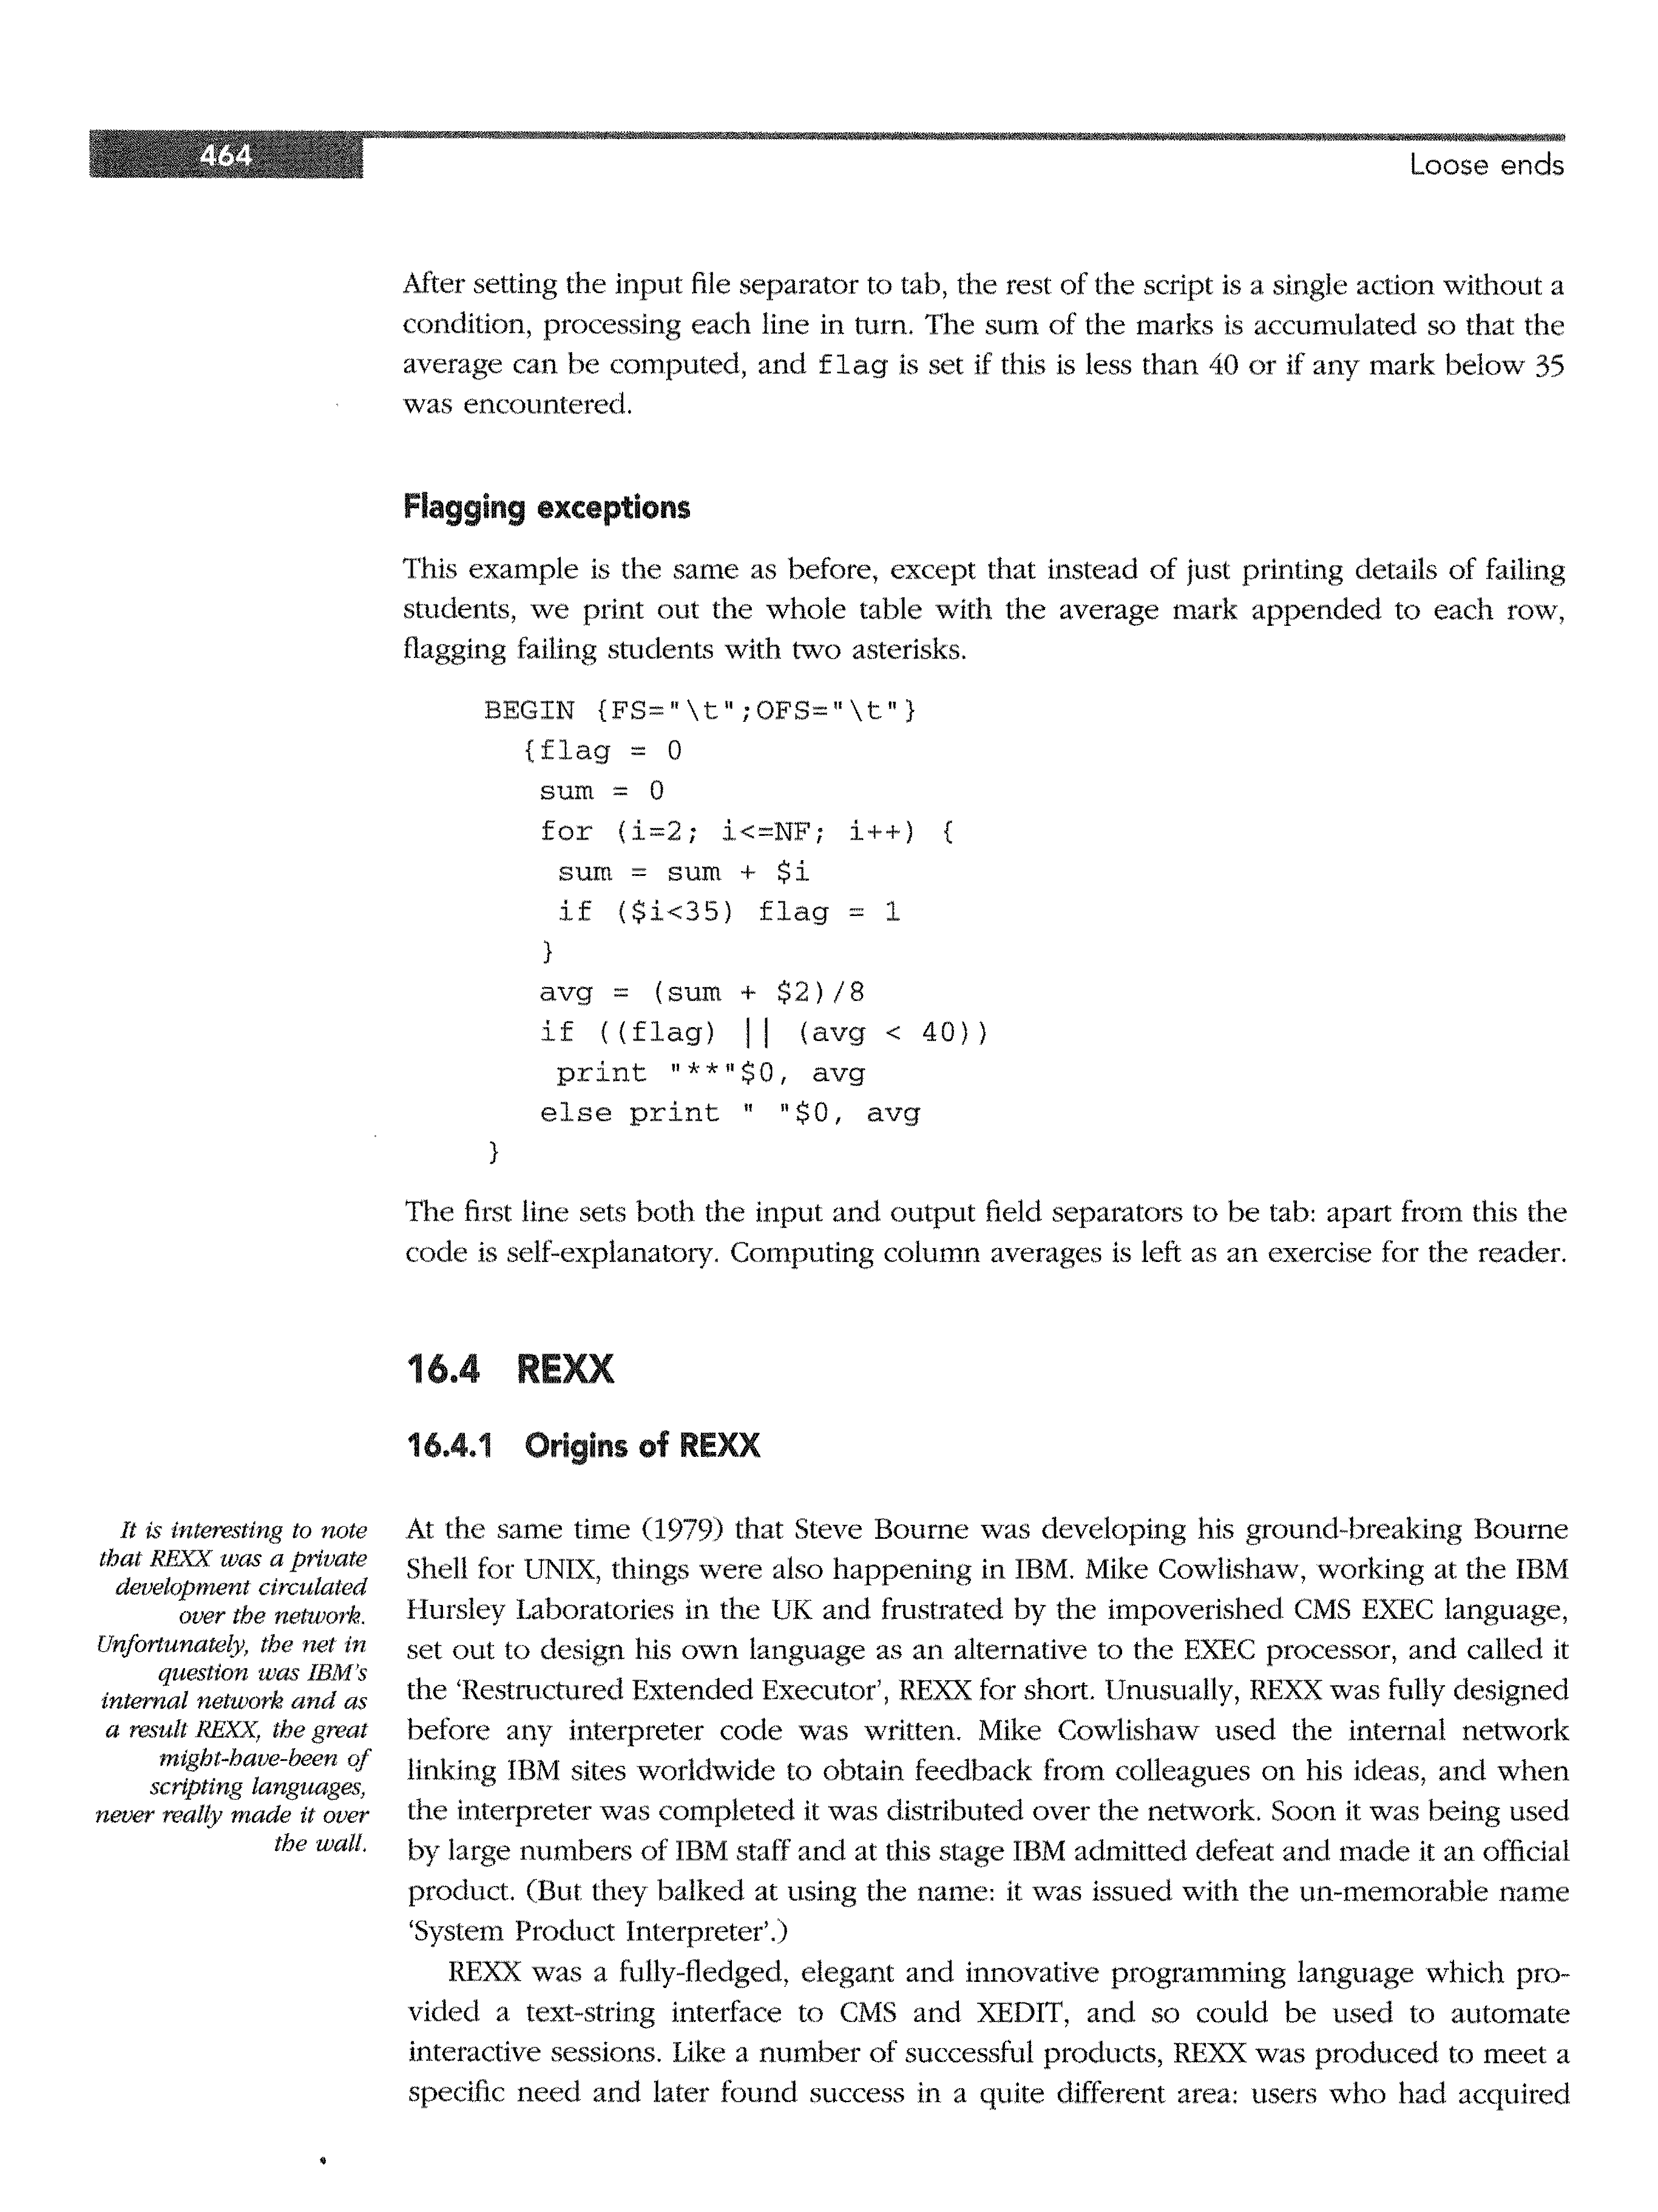 464
Loose ends
After setting the input file separator to tab, the rest of the script is a single action without a
condition, processing each line in turn. The sum of the marks is accumulated so that the
average can be computed, and flag is set if this is less than 40 or if any mark below 35
was encountered.
Flagging exceptions
This example is the same as before, except that instead of just printing details of failing
students, we print out the whole table with the average mark appended to each row,
flagging failing students with two asterisks.
BEGIN {FS="\t";OFS="\t"}
{flag = 0
sum = 0
for (i=2; i<=NF; i++) {
sum = sum + $i
if ($i<35) flag = 1
}
avg = (sum + $2)/8
if ((flag) || (avg < 40))
print "**"$0, avg
else print " "$0, avg
}
The first line sets both the input and output field separators to be tab: apart from this the
code is self-explanatory. Computing column averages is left as an exercise for the reader.
16.4 REXX
16.4.1 Origins of REXX
It is interesting to note
that REXX was a private
development circulated
over the network.
Unfortunately, the net in
question was IBM's
internal network and as
a result REXX, the great
might-have-been of
scripting languages,
never really made it over
the wall.
At the same time (1979) that Steve Bourne was developing his ground-breaking Bourne
Shell for UNIX, things were also happening in IBM. Mike Cowlishaw, working at the IBM
Hursley Laboratories in the UK and frustrated by the impoverished CMS EXEC language,
set out to design his own language as an alternative to the EXEC processor, and called it
the 'Restructured Extended Executor', REXX for short. Unusually, REXX was fully designed
before any interpreter code was written. Mike Cowlishaw used the internal network
linking IBM sites worldwide to obtain feedback from colleagues on his ideas, and when
the interpreter was completed it was distributed over the network. Soon it was being used
by large numbers of IBM staff and at this stage IBM admitted defeat and made it an official
product. (But they balked at using the name: it was issued with the un-memorable name
'System Product Interpreter'.)
REXX was a fully-fledged, elegant and innovative programming language which pro-
vided a text-string interface to CMS and XEDIT, and so could be used to automate
interactive sessions. Like a number of successful products, REXX was produced to meet a
specific need and later found success in a quite different area: users who had acquired